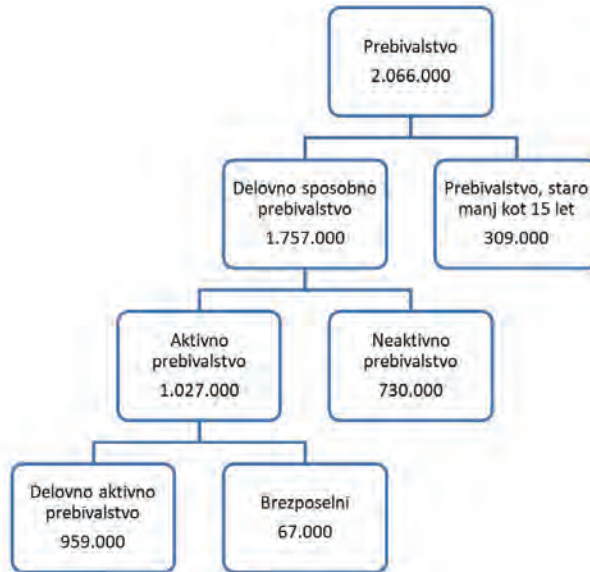 Prebivalstvo
2.066.000
Delovno sposobno
prebivalstvo
1.757.000
Prebivalstvo, staro
manj kot 15 let
309.000
Aktivno
prebivalstvo
1.027.000
Neaktivno
prebivalstvo
730.000
Delovno aktivno
prebivalstvo
959.000
Brezposelni
67.000